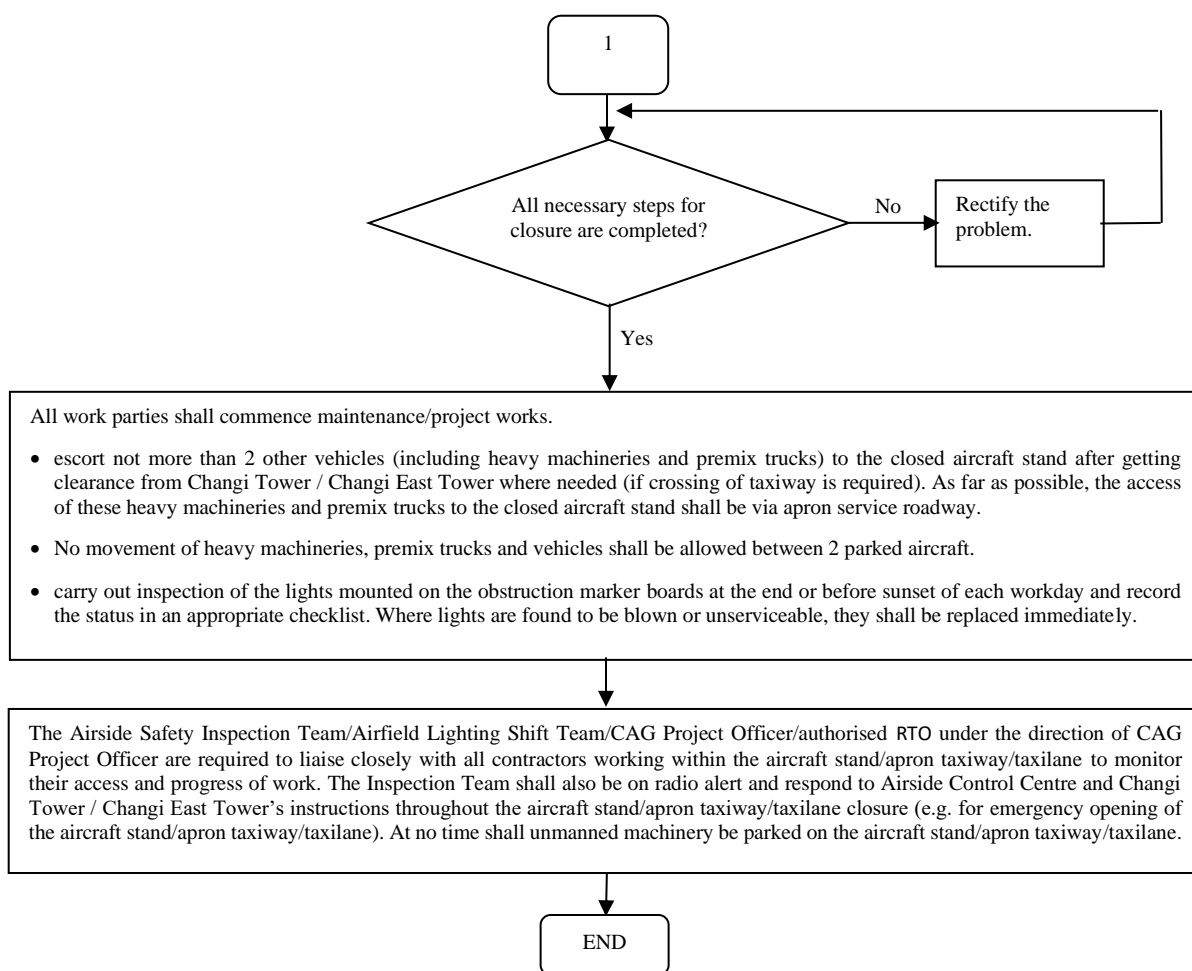 1
All necessary steps for
closure are completed?
No
Rectify the
problem.
Yes
All work parties shall commence maintenance/project works.
• escort not more than 2 other vehicles (including heavy machineries and premix trucks) to the closed aircraft stand after getting
clearance from Changi Tower / Changi East Tower where needed (if crossing of taxiway is required). As far as possible, the access
of these heavy machineries and premix trucks to the closed aircraft stand shall be via apron service roadway.
• No movement of heavy machineries, premix trucks and vehicles shall be allowed between 2 parked aircraft.
• carry out inspection of the lights mounted on the obstruction marker boards at the end or before sunset of each workday and record
the status in an appropriate checklist. Where lights are found to be blown or unserviceable, they shall be replaced immediately.
The Airside Safety Inspection Team/Airfield Lighting Shift Team/CAG Project Officer/authorised RTO under the direction of CAG
Project Officer are required to liaise closely with all contractors working within the aircraft stand/apron taxiway/taxilane to monitor
their access and progress of work. The Inspection Team shall also be on radio alert and respond to Airside Control Centre and Changi
Tower / Changi East Tower's instructions throughout the aircraft stand/apron taxiway/taxilane closure (e.g. for emergency opening of
the aircraft stand/apron taxiway/taxilane). At no time shall unmanned machinery be parked on the aircraft stand/apron taxiway/taxilane.
END